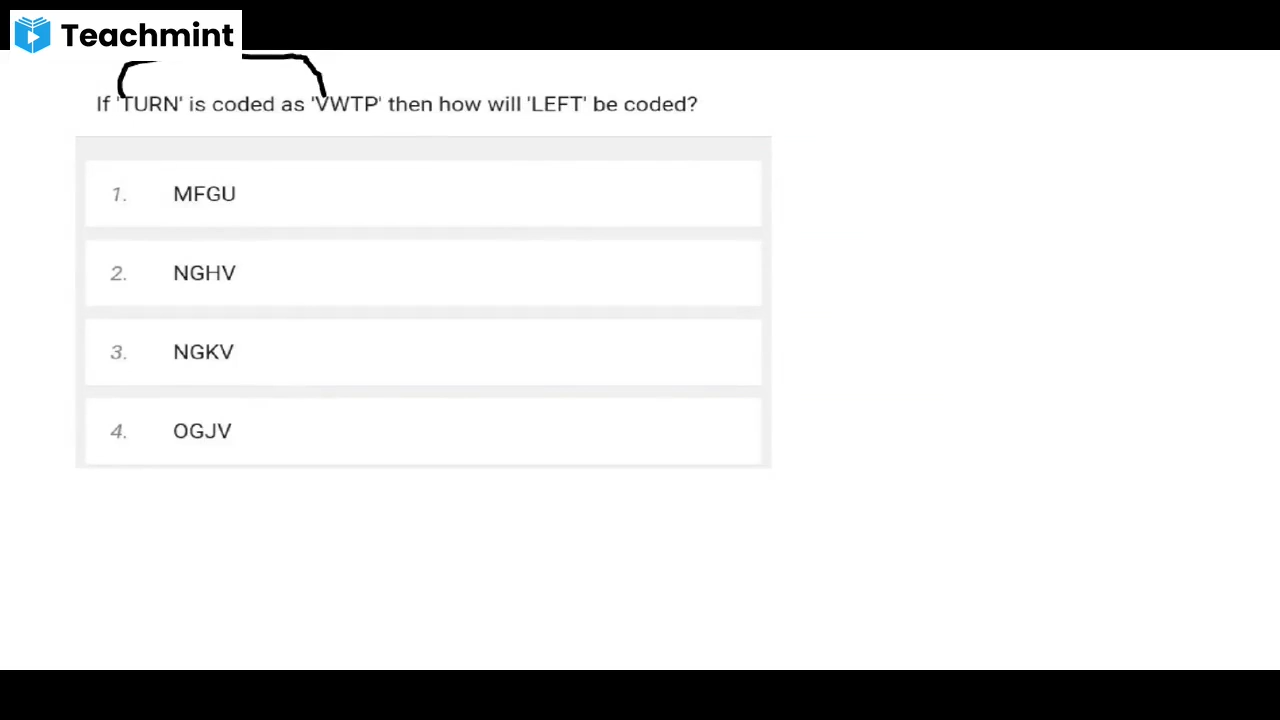 Teachmint
If 'TURN' is coded as 'VWTP' then how will 'LEFT' be coded?
1. MFGU
2. NGHV
3. NGKV
4. OGJV